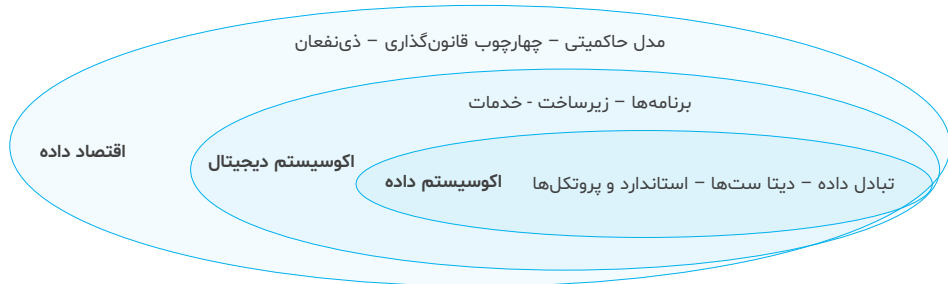 مدل حاکمیتی – چهارچوب قانون‌گذاری – ذی‌نفعان
برنامه‌ها – زیرساخت - خدمات
اقتصاد داده
اکوسیستم دیجیتال
اکوسیستم داده
تبادل داده – دیتا ست‌ها – استاندارد و پروتکل‌ها